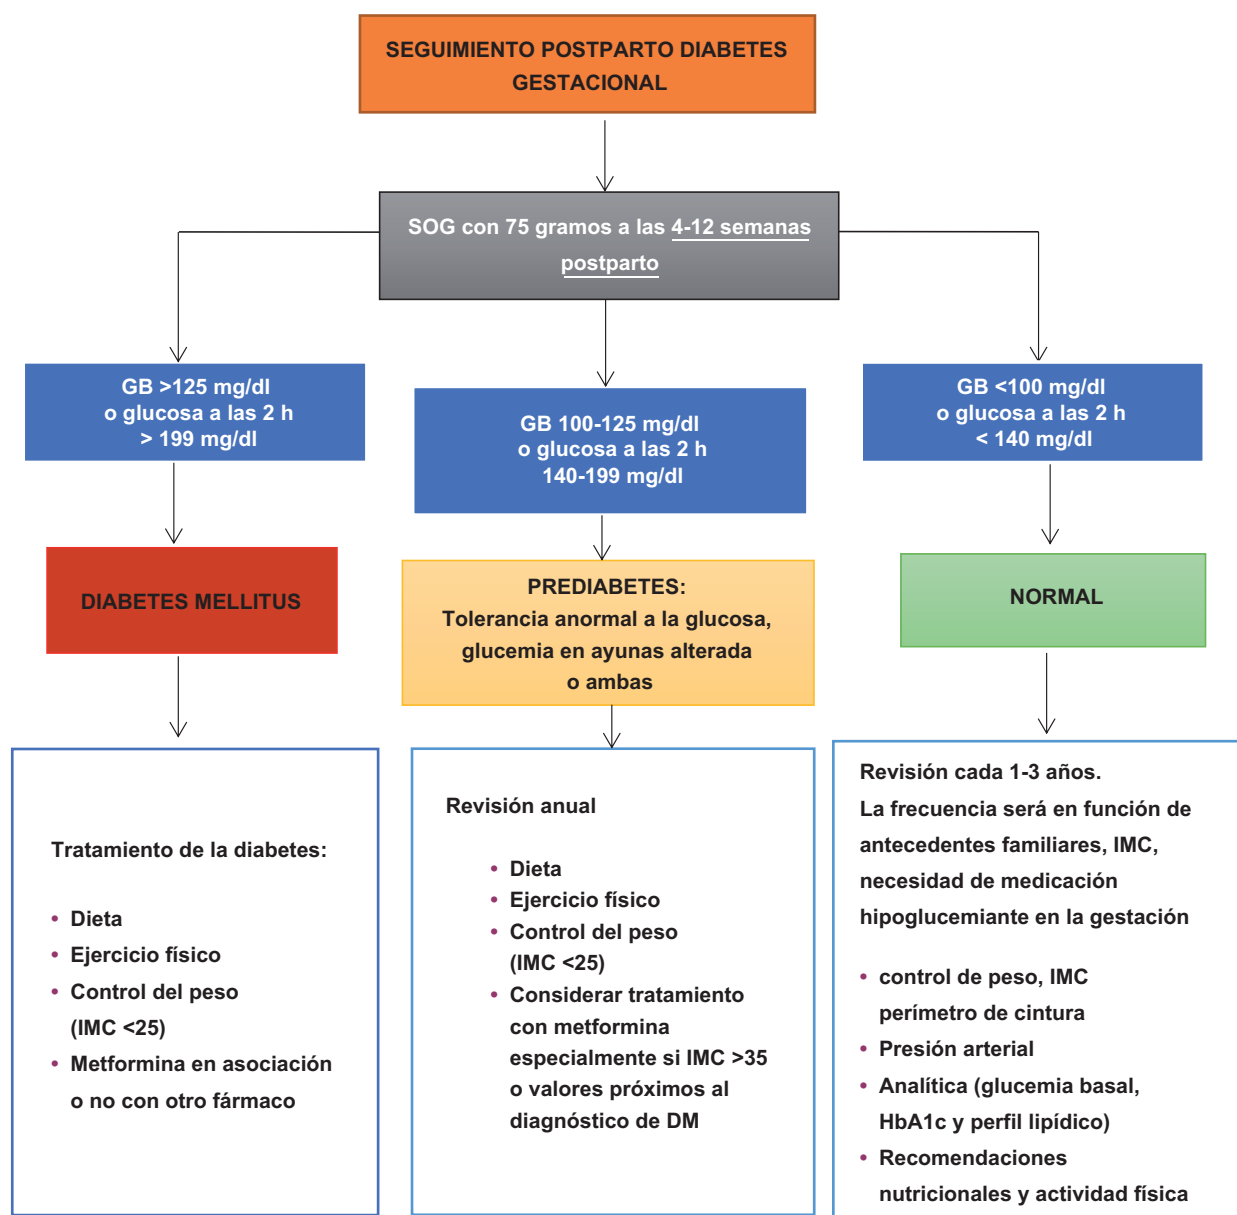 SEGUIMIENTO POSTPARTO DIABETES
GESTACIONAL
SOG con 75 gramos a las 4-12 semanas
postparto
GB >125 mg/dl
o glucosa a las 2 h
> 199 mg/dl
GB 100-125 mg/dl
o glucosa a las 2 h
140-199 mg/dl
GB <100 mg/dl
o glucosa a las 2 h
< 140 mg/dl
DIABETES MELLITUS
PREDIABETES:
Tolerancia anormal a la glucosa,
glucemia en ayunas alterada
o ambas
NORMAL
Tratamiento de la diabetes:
• Dieta
• Ejercicio físico
• Control del peso
(IMC <25)
• Metformina en asociación
o no con otro fármaco
Revisión anual
• Dieta
• Ejercicio físico
• Control del peso
(IMC <25)
• Considerar tratamiento
con metformina
especialmente si IMC >35
o valores próximos al
diagnóstico de DM
Revisión cada 1-3 años.
La frecuencia será en función de
antecedentes familiares, IMC,
necesidad de medicación
hipoglucemiante en la gestación
• control de peso, IMC
perímetro de cintura
• Presión arterial
• Analítica (glucemia basal,
HbA1c y perfil lipídico)
• Recomendaciones
nutricionales y actividad física